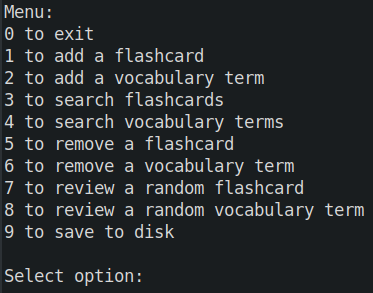 Menu:
0 to exit
1 to add a flashcard
2 to add a vocabulary term
3 to search flashcards
4 to search vocabulary terms
5 to remove a flashcard
6 to remove a vocabulary term
7 to review a random flashcard
8 to review a random vocabulary term
9 to save to disk
Select option: